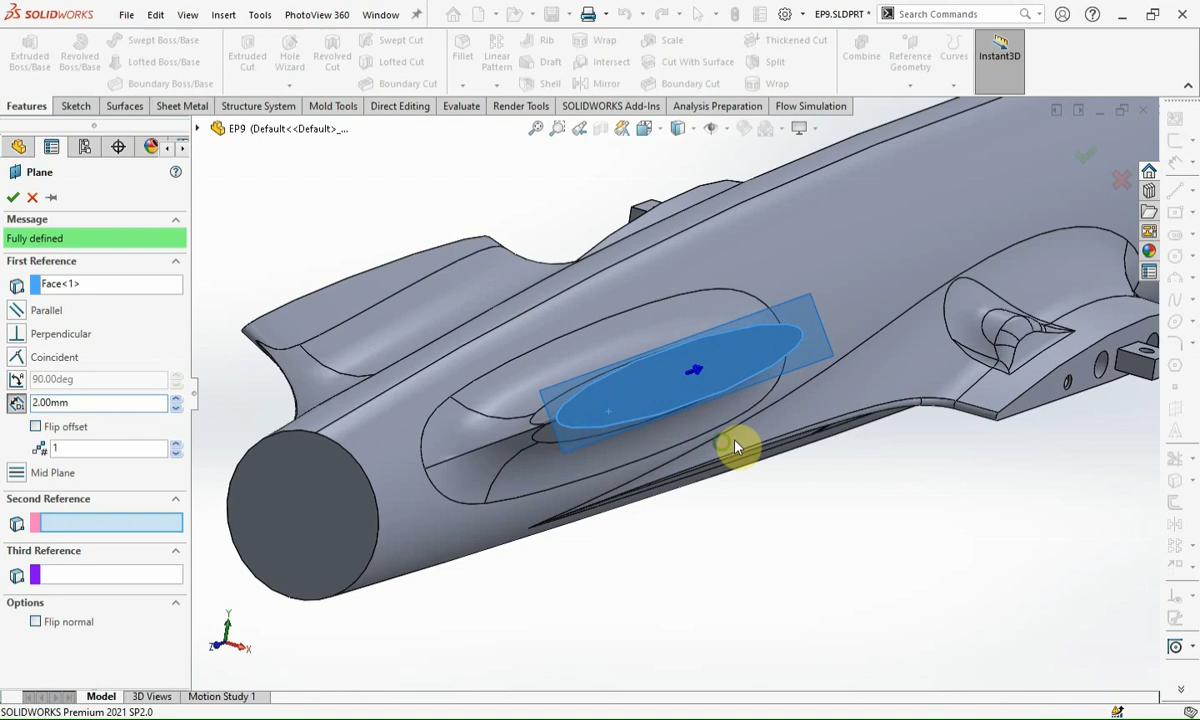 SOLIDWORKS File Edit View Insert Tools PhotoView 360 Window EP9.SLDPRT * Search Commands
Extruded Boss/Base Revolved Boss/Base Swept Boss/Base Lofted Boss/Base Boundary Boss/Base Extruded Cut Hole Wizard Revolved Cut Swept Cut Lofted Cut Boundary Cut Fillet Linear Pattern Rib Draft Shell Wrap Intersect Mirror Scale Cut With Surface Boundary Cut Thickened Cut Split Wrap Combine Reference Geometry Curves Instant3D
Features Sketch Surfaces Sheet Metal Structure System Mold Tools Direct Editing Evaluate Render Tools SOLIDWORKS Add-Ins Analysis Preparation Flow Simulation
EP9 (Default<<Default>_...
Plane
Message
Fully defined
First Reference
Face<1>
Parallel
Perpendicular
Coincident
90.00deg
2.00mm
Flip offset
1
Mid Plane
Second Reference
Third Reference
Options
Flip normal
Y
Z X
Model 3D Views Motion Study 1
SOLIDWORKS Premium 2021 SP2.0